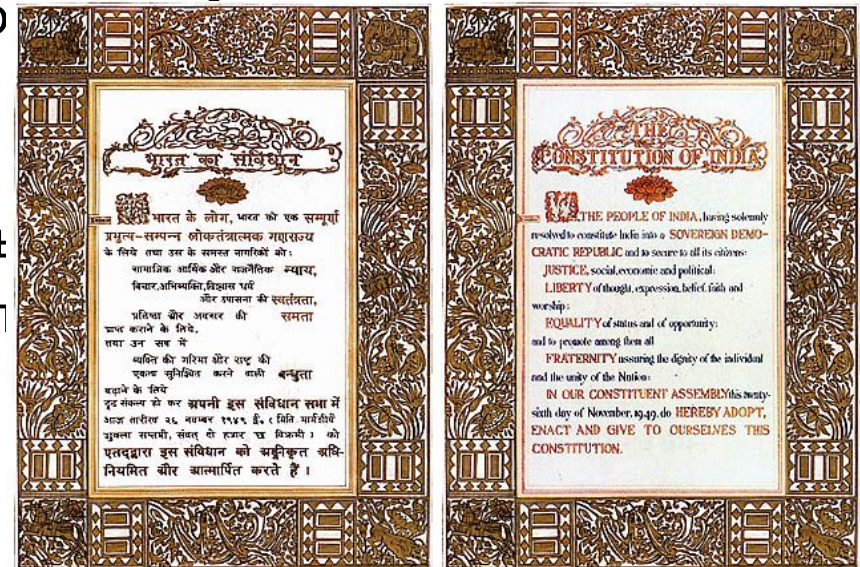 भारत का संविधान
भारत के लोग, भारत को एक सम्पूर्ण
प्रभुत्व-सम्पन्न लोकतंत्रात्मक गणराज्य
के लिये तथा उस के समस्त नागरिकों को:
सामाजिक आर्थिक और राजनैतिक न्याय,
विचार, अभिव्यक्ति, विश्वास धर्म
और उपासना की स्वतंत्रता,
प्रतिष्ठा और अवसर की समता
प्राप्त कराने के लिये,
तथा उन सब में
व्यक्ति की गरिमा और राष्ट्र की
एकता सुनिश्चित करने वाली बन्धुता
बढ़ाने के लिये
दृढ़ संकल्प हो कर अपनी इस संविधान सभा में
आज तारीख २६ नवम्बर १९४९ ई. (मिति मार्गशीर्ष
शुक्ला सप्तमी, संवत् दो हजार छ विक्रमी) को
एतद्द्वारा इस संविधान को अङ्गीकृत अधि-
नियमित और आत्मार्पित करते हैं।
THE
CONSTITUTION OF INDIA
WE, THE PEOPLE OF INDIA, having solemnly
resolved to constitute India into a SOVEREIGN DEMO-
CRATIC REPUBLIC and to secure to all its citizens:
JUSTICE, social, economic and political;
LIBERTY of thought, expression, belief, faith and
worship;
EQUALITY of status and of opportunity;
and to promote among them all
FRATERNITY assuring the dignity of the individual
and the unity of the Nation;
IN OUR CONSTITUENT ASSEMBLY this twenty-
sixth day of November, 1949, do HEREBY ADOPT,
ENACT AND GIVE TO OURSELVES THIS
CONSTITUTION.